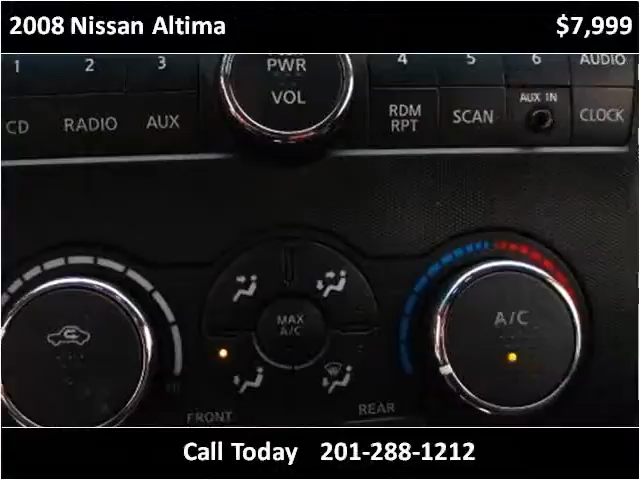 2008 Nissan Altima $7,999
1 2 3 PWR 4 5 6 AUDIO
CD RADIO AUX VOL RDM RPT SCAN AUX IN CLOCK
MAX A/C
A/C
FRONT REAR
Call Today 201-288-1212